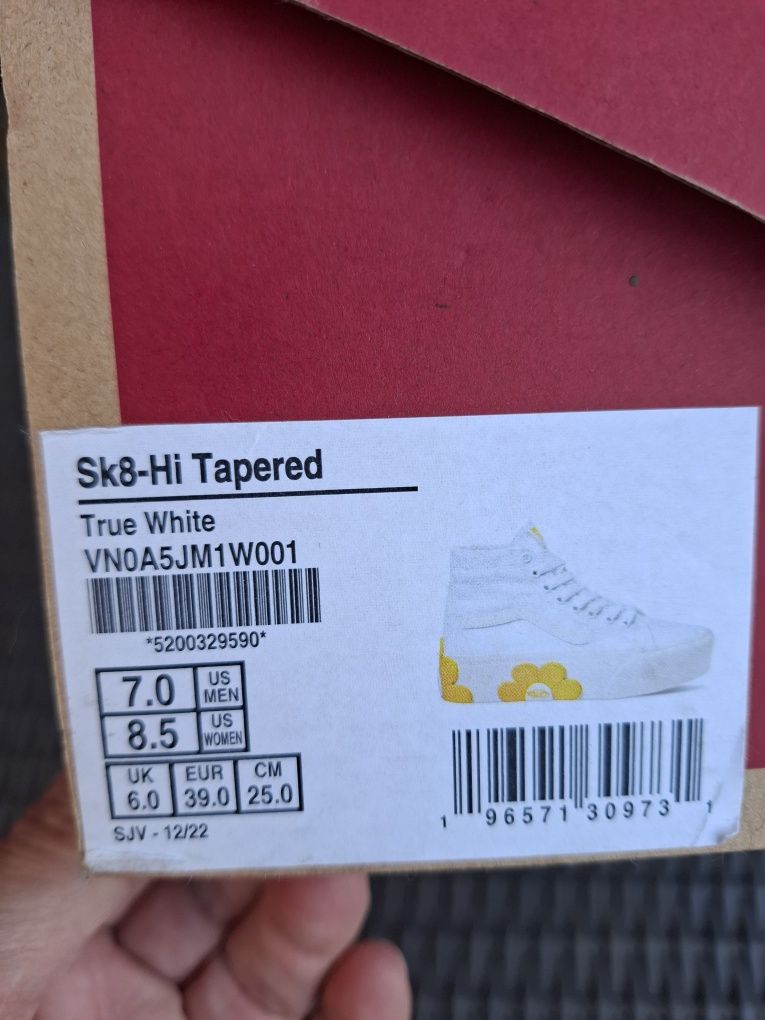 Sk8-Hi Tapered
True White
VN0A5JM1W001
*5200329590*
7.0 US MEN
8.5 US WOMEN
UK EUR CM
6.0 39.0 25.0
SJV - 12/22
1 96571 30973 1